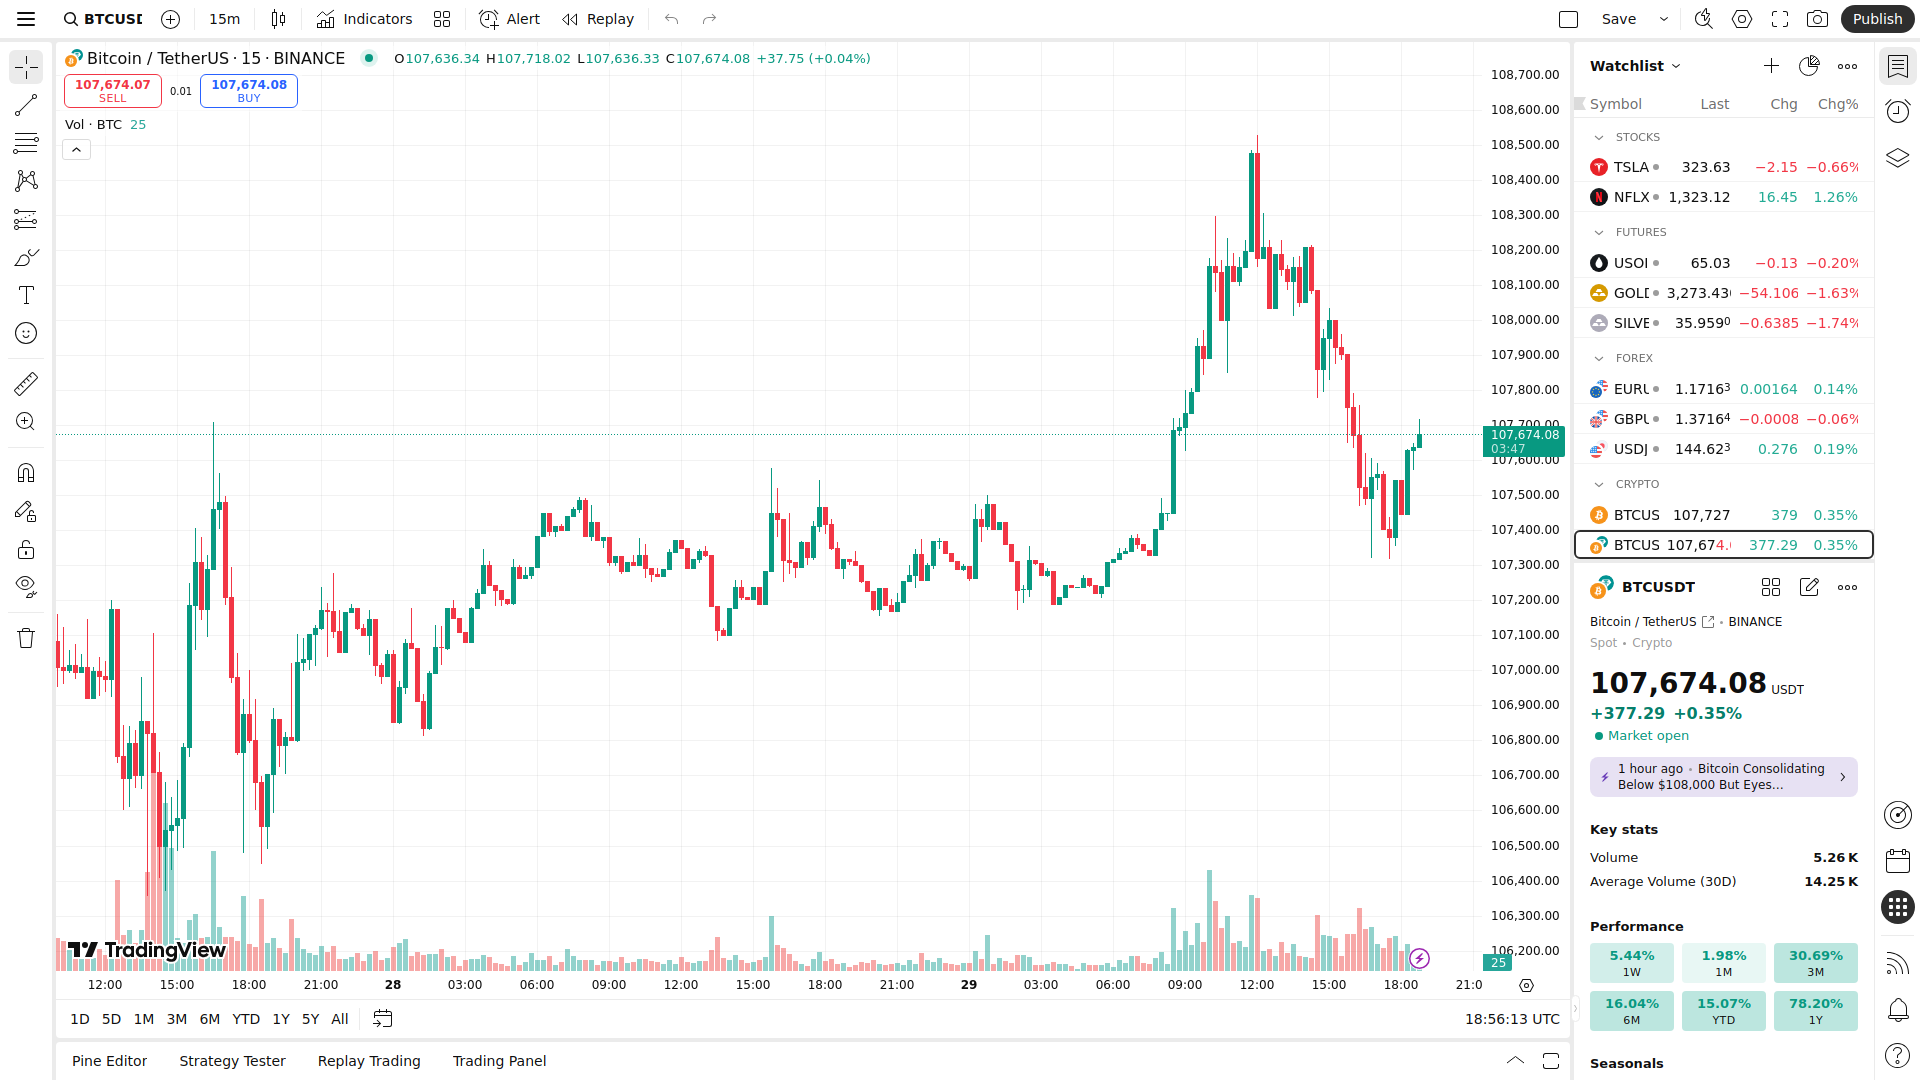 BTCUSD
15m
Indicators
Alert
Replay
Save
Publish
Bitcoin / TetherUS · 15 · BINANCE
O107,636.34 H107,718.02 L107,636.33 C107,674.08 +37.75 (+0.04%)
107,674.07
SELL
0.01
107,674.08
BUY
Vol · BTC 25
108,700.00
108,600.00
108,500.00
108,400.00
108,300.00
108,200.00
108,100.00
108,000.00
107,900.00
107,800.00
107,700.00
107,674.08
03:47
107,600.00
107,500.00
107,400.00
107,300.00
107,200.00
107,100.00
107,000.00
106,900.00
106,800.00
106,700.00
106,600.00
106,500.00
106,400.00
106,300.00
106,200.00
25
TradingView
12:00 15:00 18:00 21:00 28 03:00 06:00 09:00 12:00 15:00 18:00 21:00 29 03:00 06:00 09:00 12:00 15:00 18:00 21:0
1D 5D 1M 3M 6M YTD 1Y 5Y All
18:56:13 UTC
Pine Editor
Strategy Tester
Replay Trading
Trading Panel
Watchlist
Symbol Last Chg Chg%
STOCKS
TSLA 323.63 −2.15 −0.66%
NFLX 1,323.12 16.45 1.26%
FUTURES
USOI 65.03 −0.13 −0.20%
GOLD 3,273.430 −54.106 −1.63%
SILVE 35.9590 −0.6385 −1.74%
FOREX
EURU 1.17163 0.00164 0.14%
GBPU 1.37164 −0.0008 −0.06%
USDJ 144.623 0.276 0.19%
CRYPTO
BTCUS 107,727 379 0.35%
BTCUS 107,674.0 377.29 0.35%
BTCUSDT
Bitcoin / TetherUS • BINANCE
Spot • Crypto
107,674.08 USDT
+377.29 +0.35%
Market open
1 hour ago • Bitcoin Consolidating
Below $108,000 But Eyes...
Key stats
Volume 5.26 K
Average Volume (30D) 14.25 K
Performance
5.44%
1W
1.98%
1M
30.69%
3M
16.04%
6M
15.07%
YTD
78.20%
1Y
Seasonals